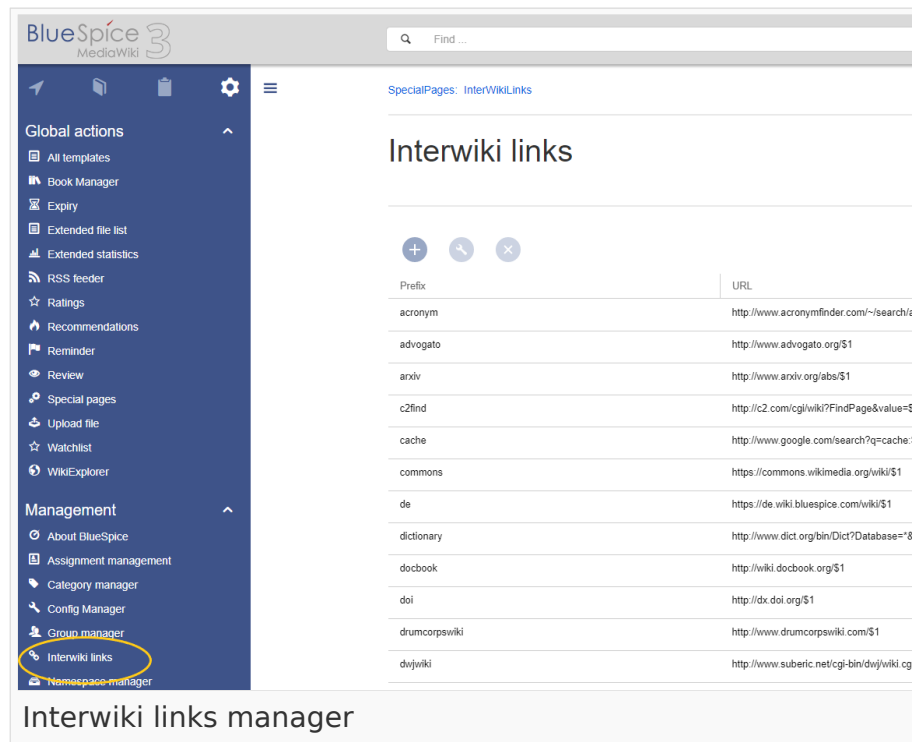 BlueSpice 3
MediaWiki
Find ...
SpecialPages: InterWikiLinks
Interwiki links
Global actions
All templates
Book Manager
Expiry
Extended file list
Extended statistics
RSS feeder
Ratings
Recommendations
Reminder
Review
Special pages
Upload file
Watchlist
WikiExplorer
Management
About BlueSpice
Assignment management
Category manager
Config Manager
Group manager
Interwiki links
Namespace manager
Prefix URL
acronym http://www.acronymfinder.com/~/search/a
advogato http://www.advogato.org/$1
arxiv http://www.arxiv.org/abs/$1
c2find http://c2.com/cgi/wiki?FindPage&value=$
cache http://www.google.com/search?q=cache:
commons https://commons.wikimedia.org/wiki/$1
de https://de.wiki.bluespice.com/wiki/$1
dictionary http://www.dict.org/bin/Dict?Database=*&
docbook http://wiki.docbook.org/$1
doi http://dx.doi.org/$1
drumcorpswiki http://www.drumcorpswiki.com/$1
dwjwiki http://www.suberic.net/cgi-bin/dwj/wiki.cg
Interwiki links manager